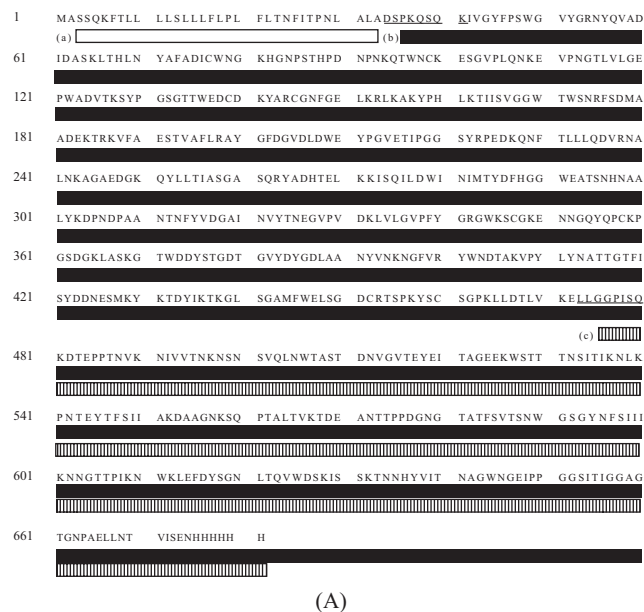 1 MASSQKFTLL LLSLLLFLPL FLTNFITPNL ALADSPKQSQ KIVGYFPSWG VYGRNYQVAD
(a) (b)
61 IDASKLTHLN YAFADICWNG KHGNPSTHPD NPNKQTWNCK ESGVPLQNKE VPNGTLVLGE
121 PWADVTKSYP GSGTTWEDCD KYARCGNFGE LKRLKAKYPH LKTIISVGGW TWSNRFSDMA
181 ADEKTRKVFA ESTVAFLRAY GFDGVDLDWE YPGVETIPGG SYRPEDKQNF TLLLQDVRNA
241 LNKAGAEDGK QYLLTIASGA SQRYADHTEL KKISQILDWI NIMTYDFHGG WEATSNHNAA
301 LYKDPNDPAA NTNFYVDGAI NVYTNEGVPV DKLVLGVPFY GRGWKSCGKE NNGQYQPCKP
361 GSDGKLASKG TWDDYSTGDT GVYDYGDLAA NYVNKNGFVR YWNDTAKVPY LYNATTGTFI
421 SYDDNESMKY KTDYIKTKGL SGAMFWELSG DCRTSPKYSC SGPKLLDTLV KELLGGPISQ
(c)
481 KDTEPPTNVK NIVVTNKNSN SVQLNWTAST DNVGVTEYEI TAGEEKWSTT TNSITIKNLK
541 PNTEYTFSII AKDAAGNKSQ PTALTVKTDE ANTTPPDGNG TATFSVTSNW GSGYNFSIII
601 KNNGTTPIKN WKLEFDYSGN LTQVWDSKIS SKTNNHYVIT NAGWNGEIPP GGSITIGGAG
661 TGNPAELLNT VISENHHHHH H
(A)